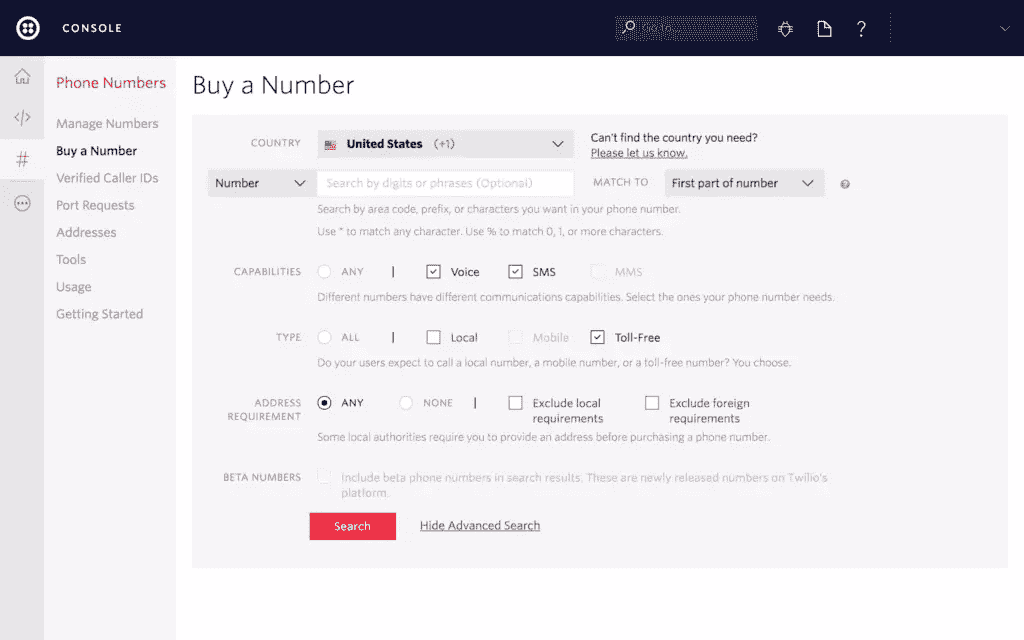 CONSOLE
Go to...
Phone Numbers
Manage Numbers
Buy a Number
Verified Caller IDs
Port Requests
Addresses
Tools
Usage
Getting Started
Buy a Number
COUNTRY
United States (+1)
Can't find the country you need?
Please let us know.
Number
Search by digits or phrases (Optional)
MATCH TO
First part of number
Search by area code, prefix, or characters you want in your phone number.
Use * to match any character. Use % to match 0, 1, or more characters.
CAPABILITIES
ANY | Voice SMS MMS
Different numbers have different communications capabilities. Select the ones your phone number needs.
TYPE
ALL | Local Mobile Toll-Free
Do your users expect to call a local number, a mobile number, or a toll-free number? You choose.
ADDRESS
REQUIREMENT
ANY NONE | Exclude local
requirements
Exclude foreign
requirements
Some local authorities require you to provide an address before purchasing a phone number.
BETA NUMBERS
Include beta phone numbers in search results. These are newly released numbers on Twilio's
platform.
Search
Hide Advanced Search